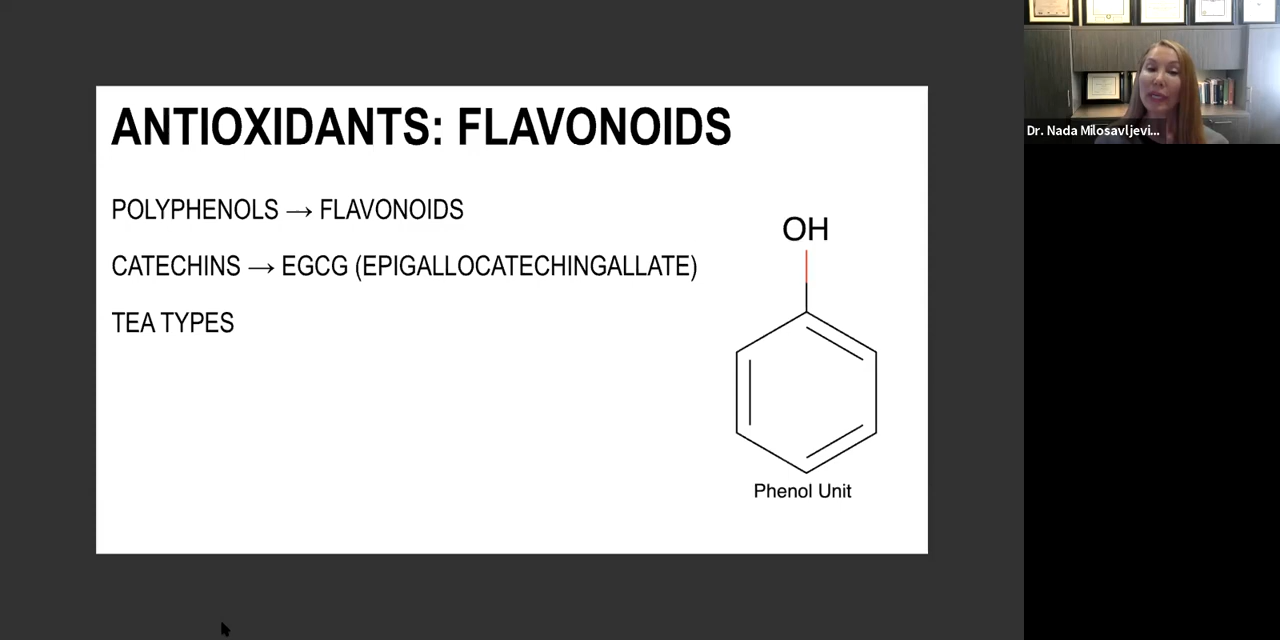 ANTIOXIDANTS: FLAVONOIDS
POLYPHENOLS → FLAVONOIDS
CATECHINS → EGCG (EPIGALLOCATECHINGALLATE)
TEA TYPES
OH
Phenol Unit
Dr. Nada Milosavljevi...